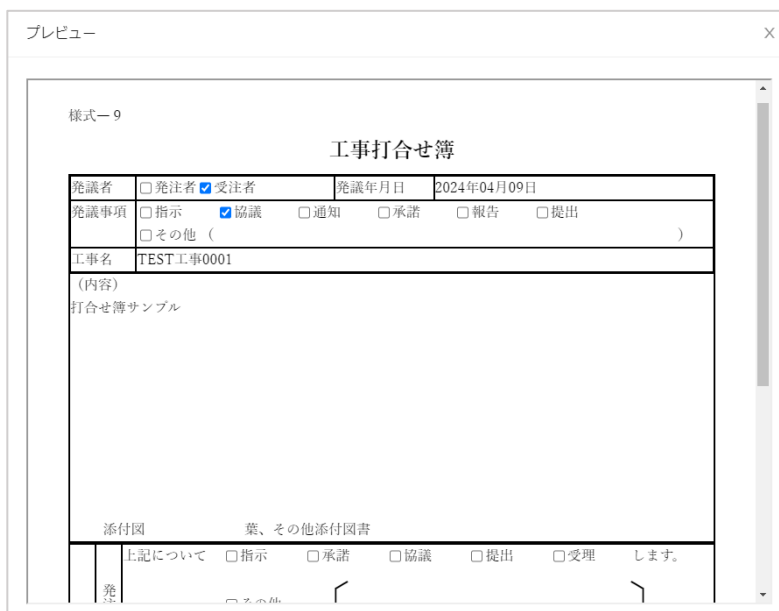 プレビュー X
様式ー9
工事打合せ簿
発議者 □発注者☑受注者 発議年月日 2024年04月09日
発議事項 □指示 ☑協議 □通知 □承諾 □報告 □提出
□その他 ( )
工事名 TEST工事0001
(内容)
打合せ簿サンプル
添付図 葉、その他添付図書
上記について □指示 □承諾 □協議 □提出 □受理 します。
発
□その他